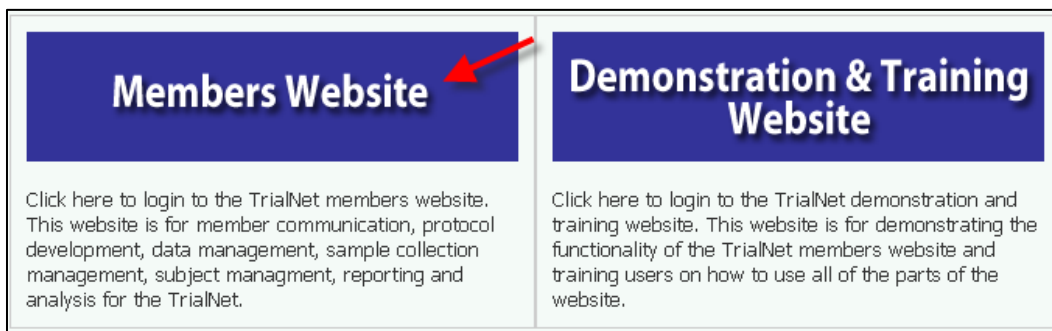 Members Website
Click here to login to the TrialNet members website.
This website is for member communication, protocol
development, data management, sample collection
management, subject managment, reporting and
analysis for the TrialNet.
Demonstration & Training
Website
Click here to login to the TrialNet demonstration and
training website. This website is for demonstrating the
functionality of the TrialNet members website and
training users on how to use all of the parts of the
website.